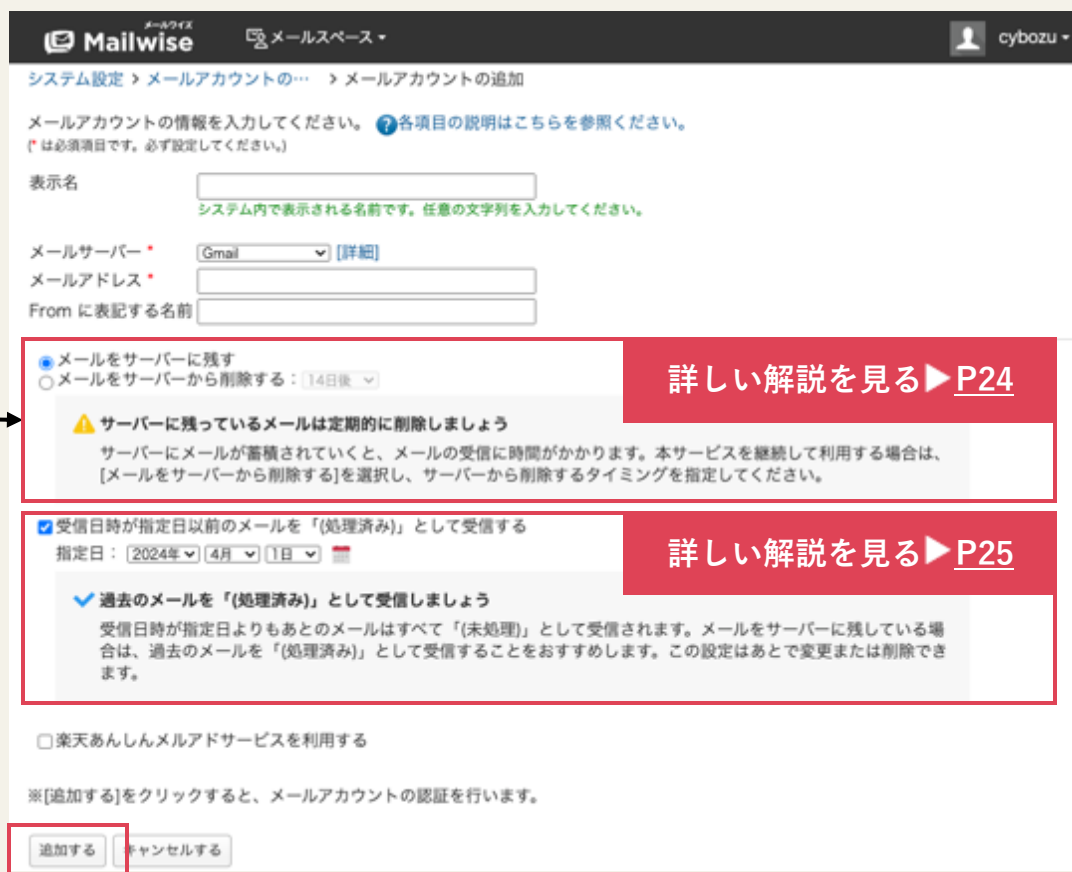 メールワイズ
Mailwise
メールスペース
cybozu
システム設定 > メールアカウントの… > メールアカウントの追加
メールアカウントの情報を入力してください。 ?各項目の説明はこちらを参照ください。
(* は必須項目です。必ず設定してください。)
表示名
システム内で表示される名前です。任意の文字列を入力してください。
メールサーバー * Gmail [詳細]
メールアドレス *
From に表記する名前
メールをサーバーに残す
メールをサーバーから削除する： 14日後
詳しい解説を見る▶P24
サーバーに残っているメールは定期的に削除しましょう
サーバーにメールが蓄積されていくと、メールの受信に時間がかかります。本サービスを継続して利用する場合は、
[メールをサーバーから削除する]を選択し、サーバーから削除するタイミングを指定してください。
受信日時が指定日以前のメールを「(処理済み)」として受信する
指定日： 2024年 4月 1日
詳しい解説を見る▶P25
過去のメールを「(処理済み)」として受信しましょう
受信日時が指定日よりもあとのメールはすべて「(未処理)」として受信されます。メールをサーバーに残している場
合は、過去のメールを「(処理済み)」として受信することをおすすめします。この設定はあとで変更または削除でき
ます。
楽天あんしんメルアドサービスを利用する
※[追加する]をクリックすると、メールアカウントの認証を行います。
追加する キャンセルする